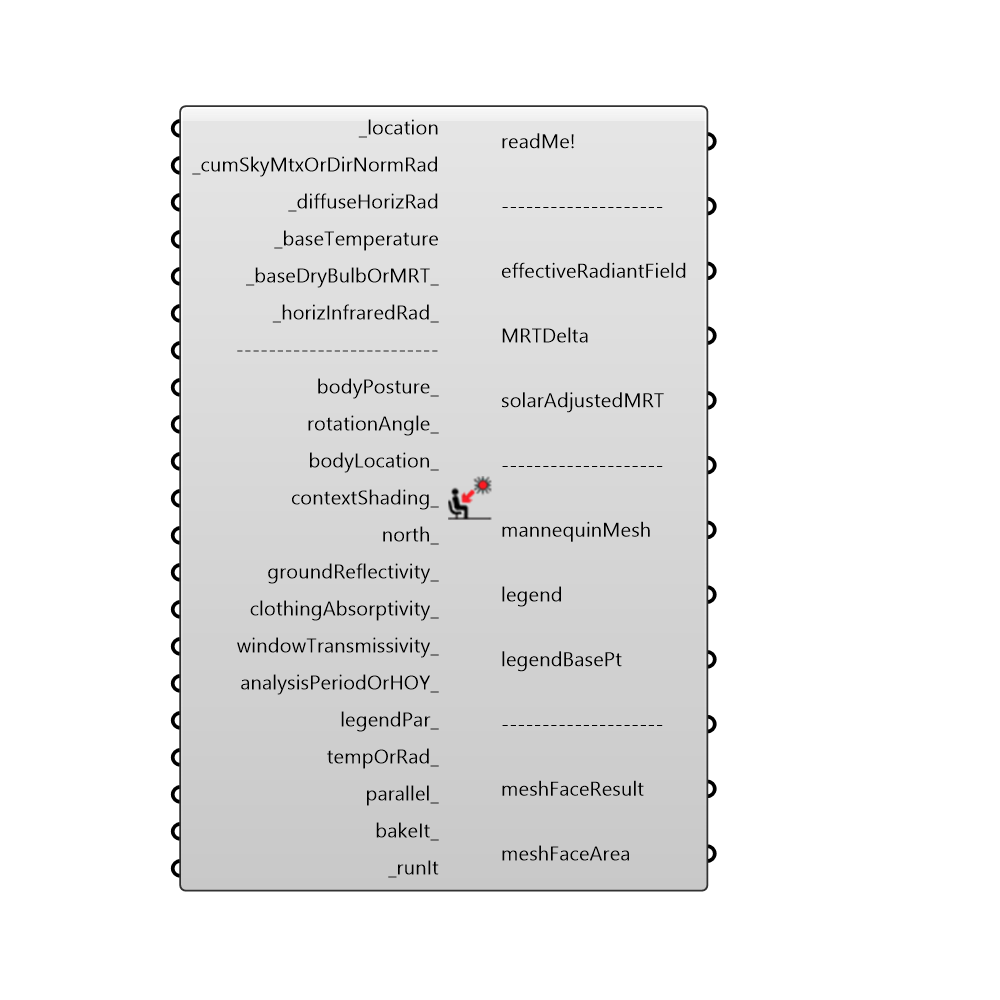 _location
_cumSkyMtxOrDirNormRad
_diffuseHorizRad
_baseTemperature
_baseDryBulbOrMRT_
_horizInfraredRad_
-------------------------
bodyPosture_
rotationAngle_
bodyLocation_
contextShading_
north_
groundReflectivity_
clothingAbsorptivity_
windowTransmissivity_
analysisPeriodOrHOY_
legendPar_
tempOrRad_
parallel_
bakeIt_
_runIt
readMe!
--------------------
effectiveRadiantField
MRTDelta
solarAdjustedMRT
--------------------
mannequinMesh
legend
legendBasePt
--------------------
meshFaceResult
meshFaceArea